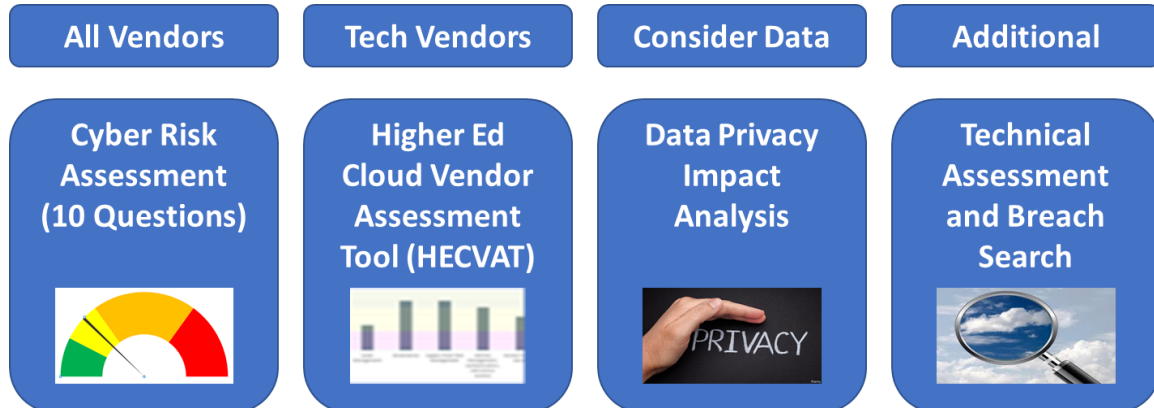 All Vendors
Tech Vendors
Consider Data
Additional
Cyber Risk
Assessment
(10 Questions)
Higher Ed
Cloud Vendor
Assessment
Tool (HECVAT)
Data Privacy
Impact
Analysis
Technical
Assessment
and Breach
Search
PRIVACY